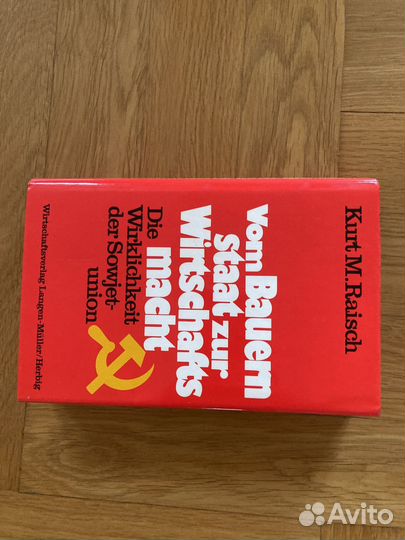 Kurt M. Raisch
Vom Bauern
staat zur
Wirtschafts
macht
Die
Wirklichkeit
der Sowjet-
union
Wirtschaftsverlag Langen-Müller/Herbig
Avito